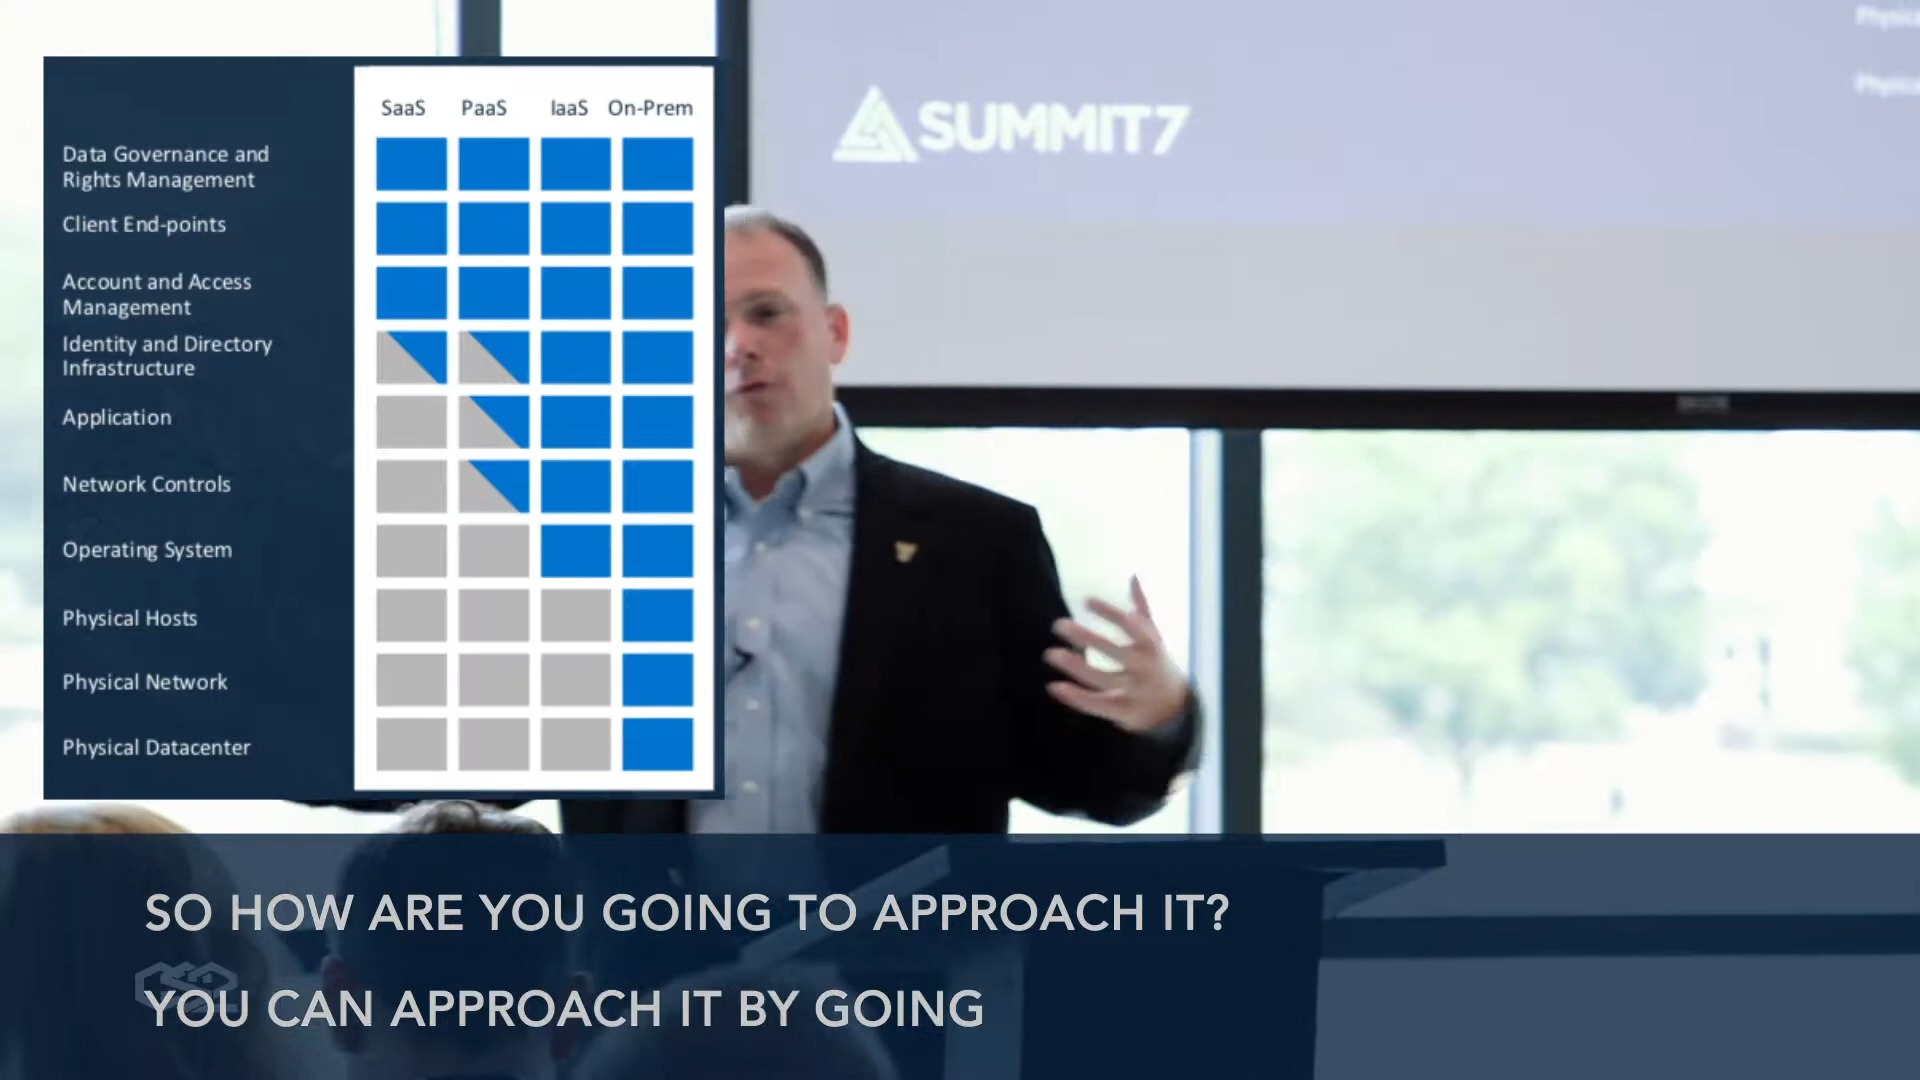 SaaS PaaS IaaS On-Prem
Data Governance and
Rights Management
Client End-points
Account and Access
Management
Identity and Directory
Infrastructure
Application
Network Controls
Operating System
Physical Hosts
Physical Network
Physical Datacenter
SUMMIT7
SO HOW ARE YOU GOING TO APPROACH IT?
YOU CAN APPROACH IT BY GOING